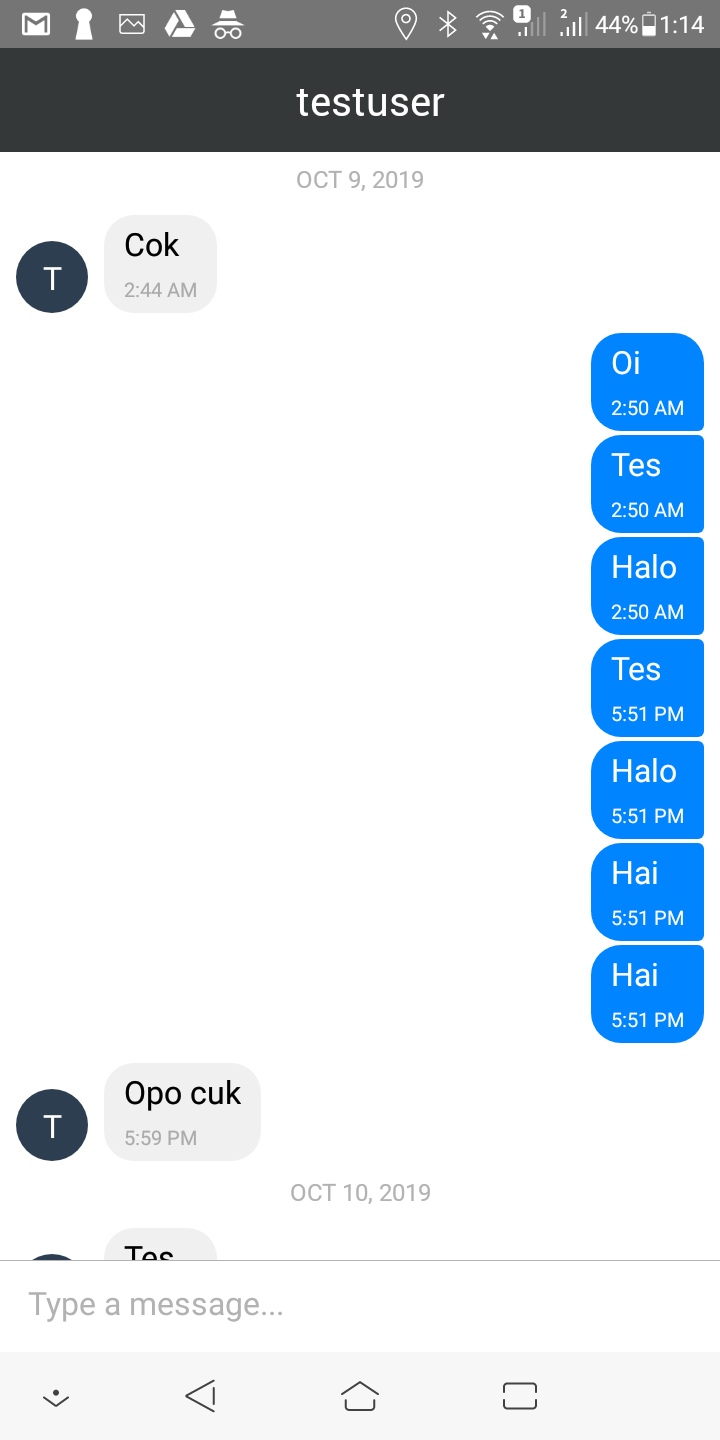 1 2 44% 1:14
testuser
OCT 9, 2019
T
Cok
2:44 AM
Oi
2:50 AM
Tes
2:50 AM
Halo
2:50 AM
Tes
5:51 PM
Halo
5:51 PM
Hai
5:51 PM
Hai
5:51 PM
T
Opo cuk
5:59 PM
OCT 10, 2019
Tes
Type a message...